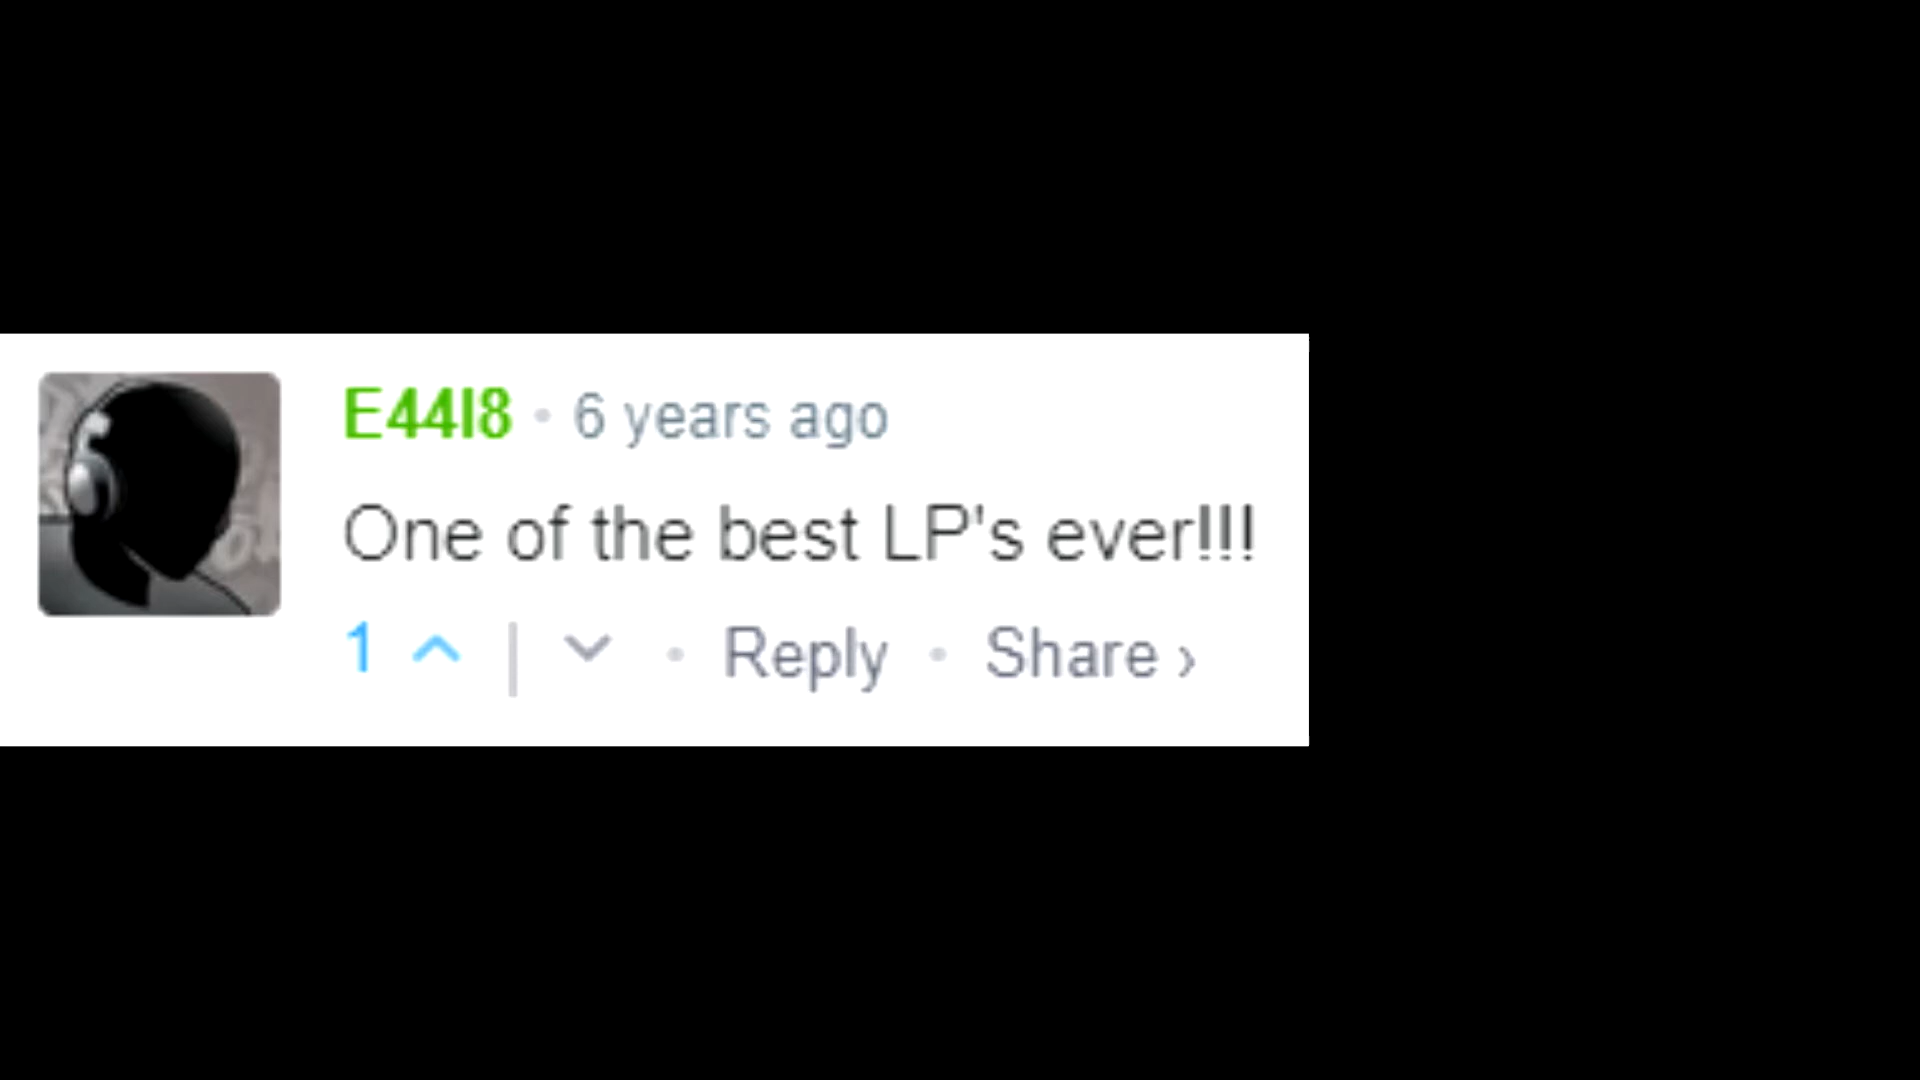 E44I8 • 6 years ago
One of the best LP's ever!!!
1 | • Reply • Share ›